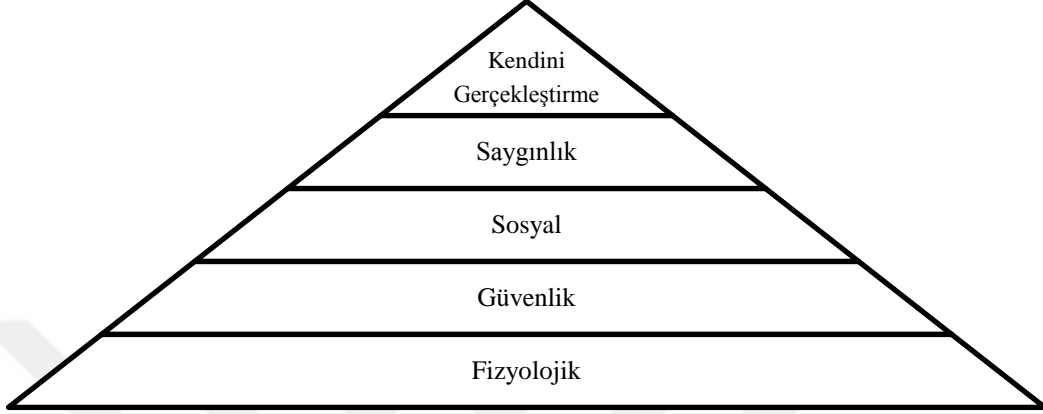 Kendini
Gerçekleştirme
Saygınlık
Sosyal
Güvenlik
Fizyolojik